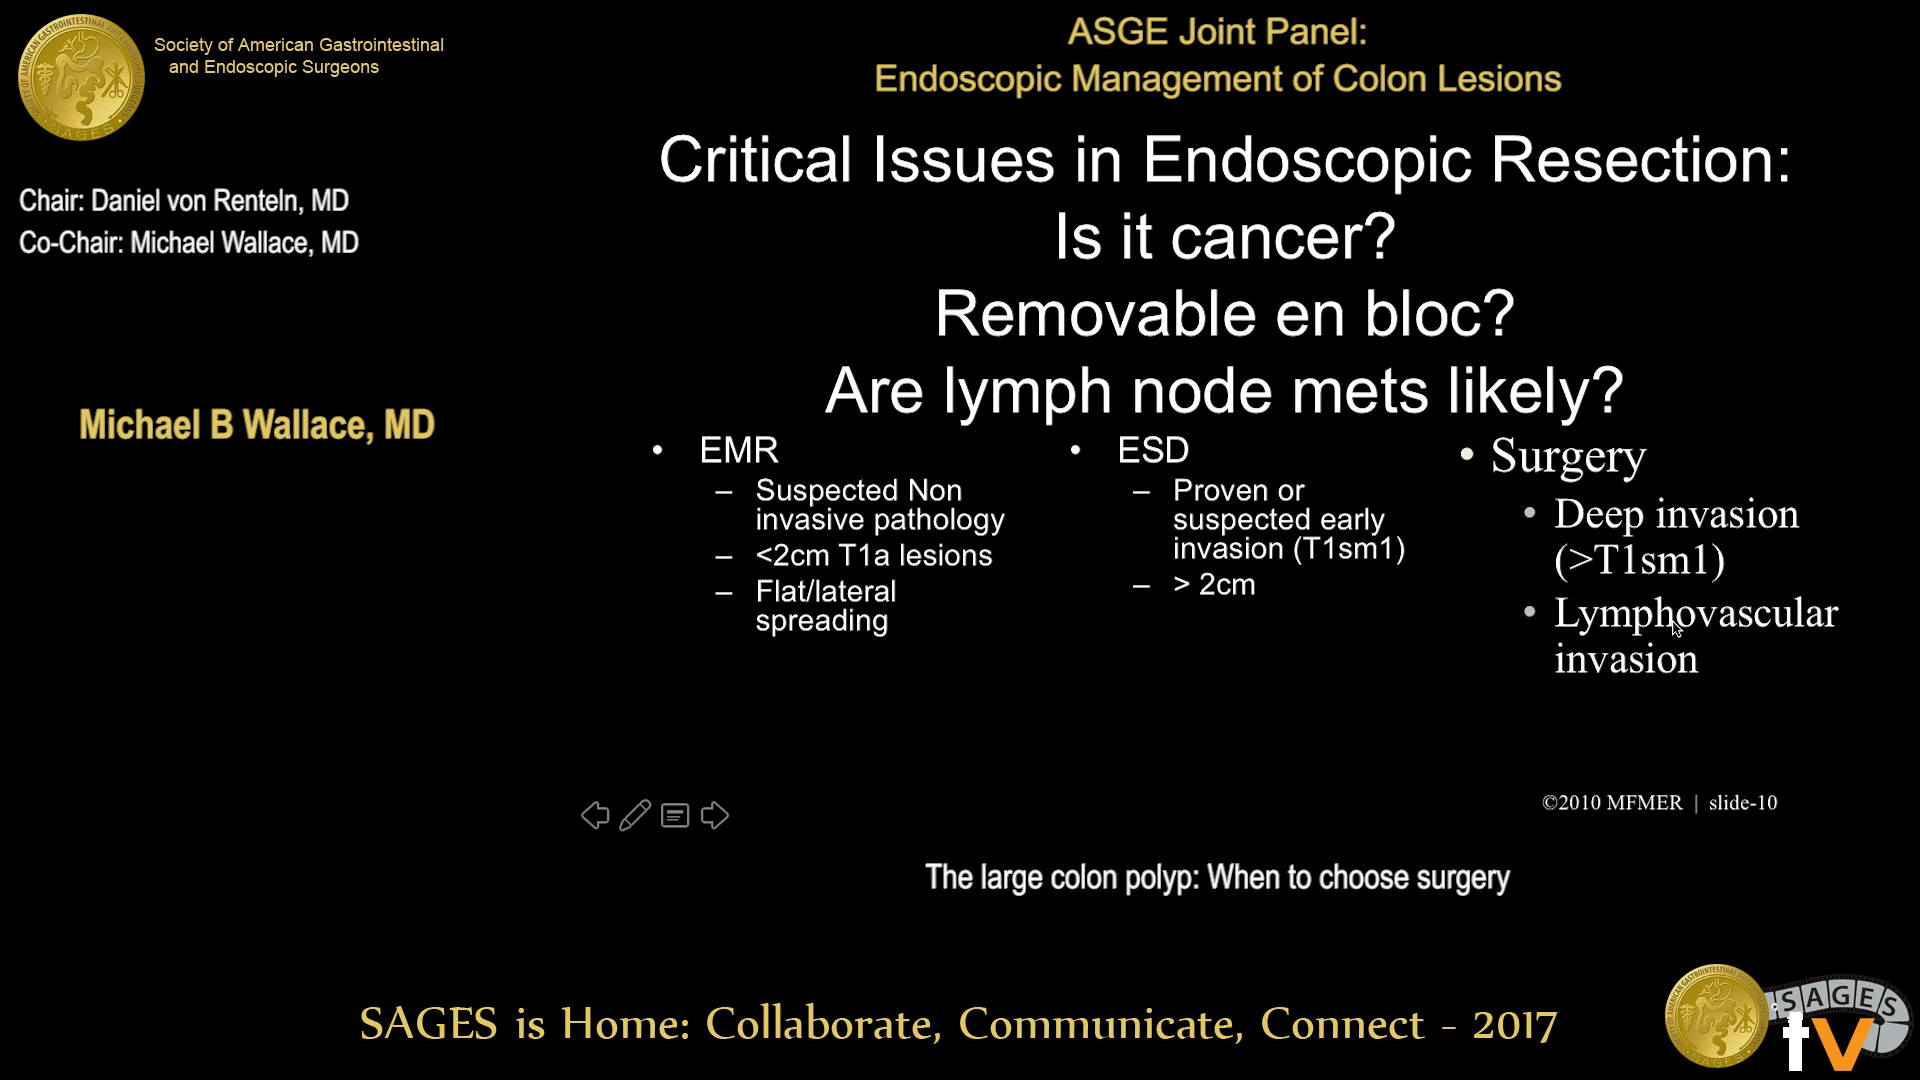 Society of American Gastrointestinal
and Endoscopic Surgeons
ASGE Joint Panel:
Endoscopic Management of Colon Lesions
Chair: Daniel von Renteln, MD
Co-Chair: Michael Wallace, MD
Michael B Wallace, MD
Critical Issues in Endoscopic Resection:
Is it cancer?
Removable en bloc?
Are lymph node mets likely?
• EMR
– Suspected Non
invasive pathology
– <2cm T1a lesions
– Flat/lateral
spreading
• ESD
– Proven or
suspected early
invasion (T1sm1)
– > 2cm
• Surgery
• Deep invasion
(>T1sm1)
• Lymphovascular
invasion
©2010 MFMER | slide-10
The large colon polyp: When to choose surgery
SAGES is Home: Collaborate, Communicate, Connect - 2017
SAGES
tv